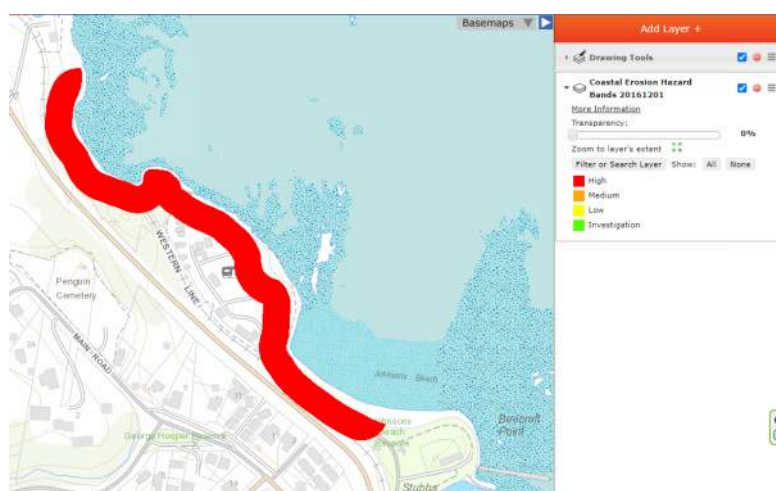 Basemaps
Add Layer +
Drawing Tools
Coastal Erosion Hazard
Bands 20161201
More Information
Transparency:
0%
Zoom to layer's extent
Filter or Search Layer Show: All None
High
Medium
Low
Investigation
WESTERN
LINE
Penguin
Cemetery
MAIN ROAD
Johnsons Beach
Beecraft
Point
George Hooper Reserve
Stubbs